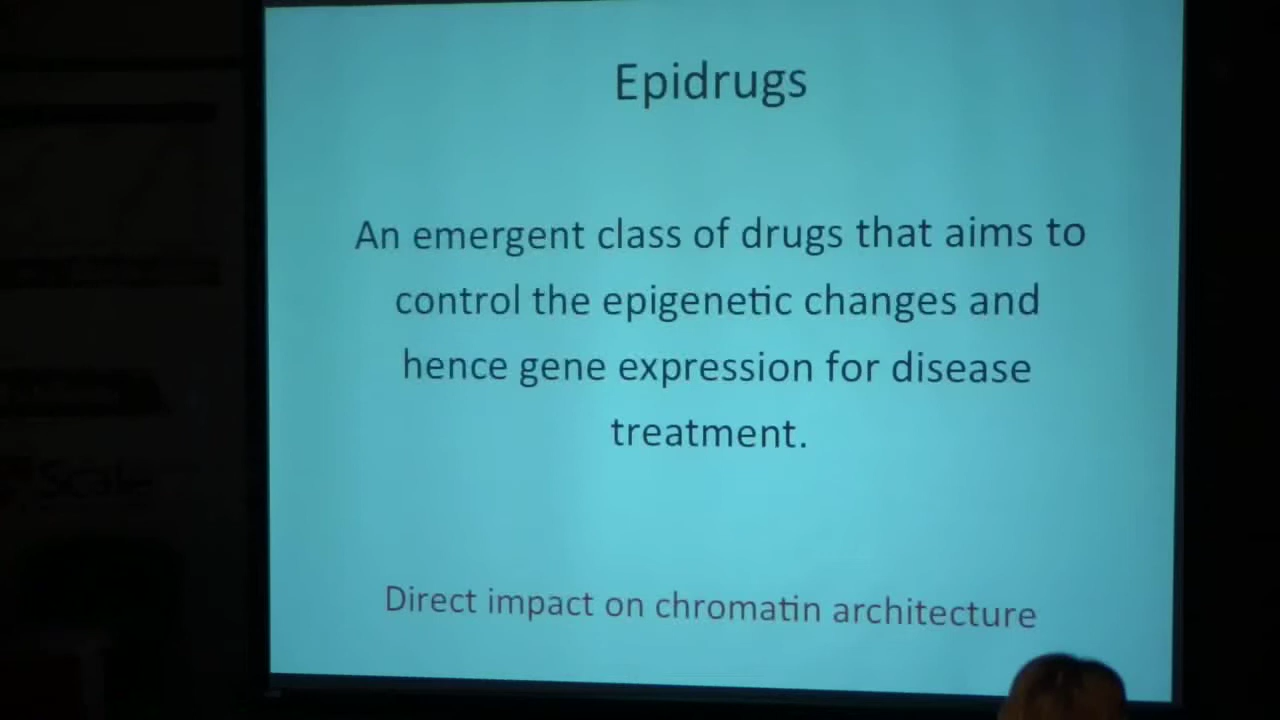 Epidrugs
An emergent class of drugs that aims to
control the epigenetic changes and
hence gene expression for disease
treatment.
Direct impact on chromatin architecture
Scale